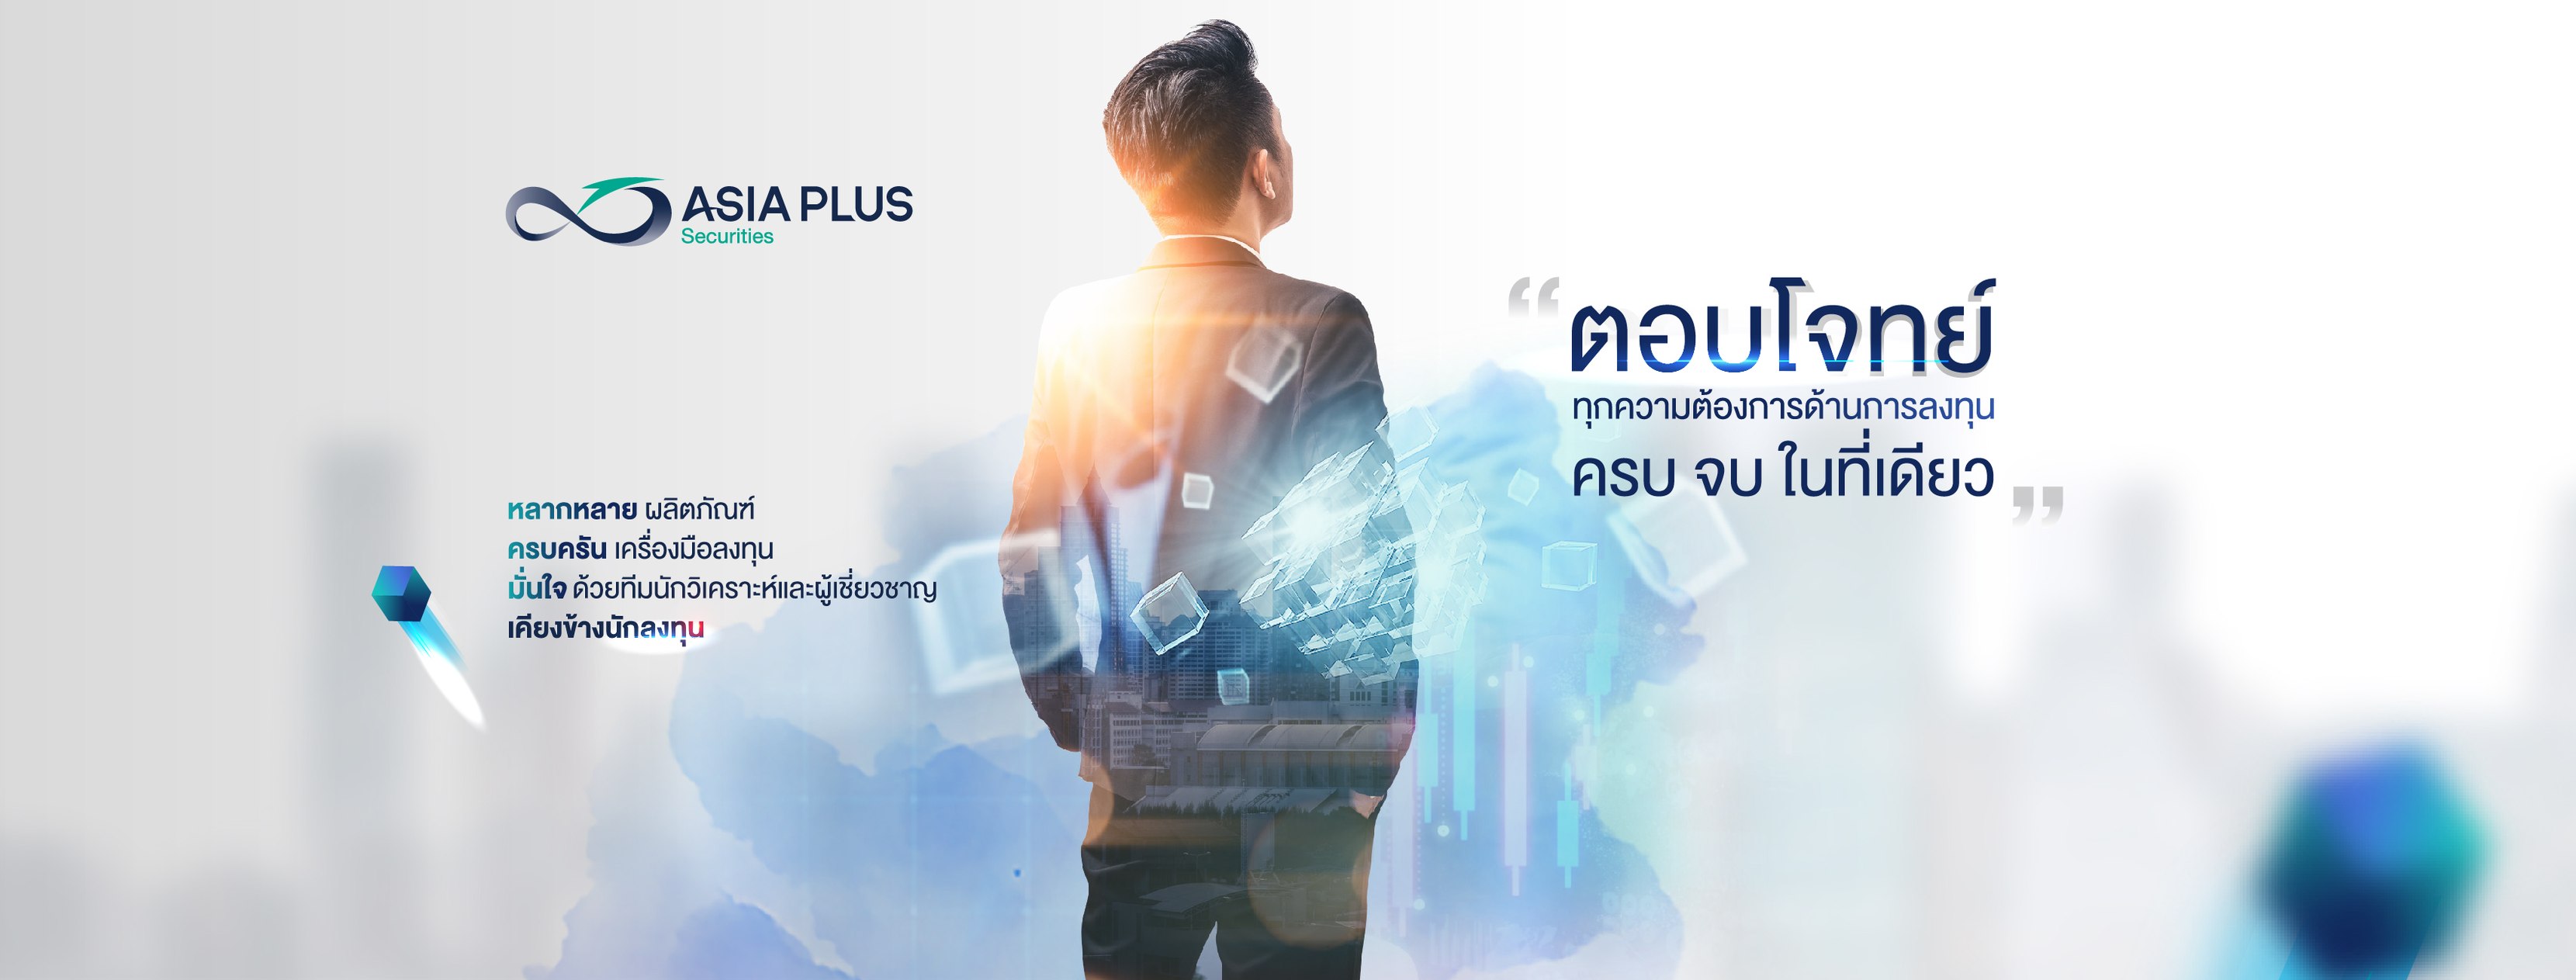 ASIA PLUS
Securities
หลากหลาย ผลิตภัณฑ์
ครบครัน เครื่องมือลงทุน
มั่นใจ ด้วยทีมนักวิเคราะห์และผู้เชี่ยวชาญ
เคียงข้างนักลงทุน
“ตอบโจทย์
ทุกความต้องการด้านการลงทุน
ครบ จบ ในที่เดียว”